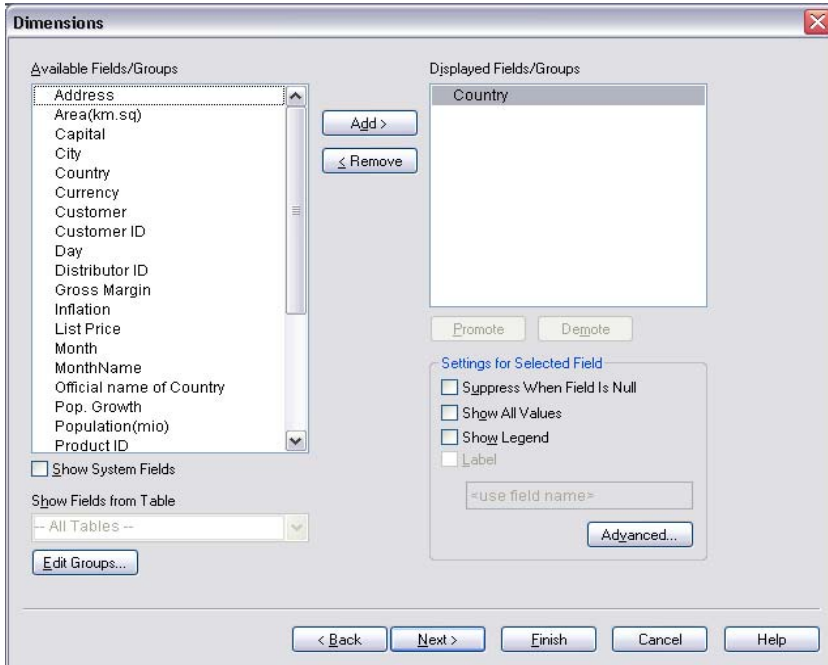 Dimensions
Available Fields/Groups
Address
Area(km.sq)
Capital
City
Country
Currency
Customer
Customer ID
Day
Distributor ID
Gross Margin
Inflation
List Price
Month
MonthName
Official name of Country
Pop. Growth
Population(mio)
Product ID
Show System Fields
Show Fields from Table
-- All Tables --
Edit Groups...
Add >
< Remove
Displayed Fields/Groups
Country
Promote
Demote
Settings for Selected Field
Suppress When Field Is Null
Show All Values
Show Legend
Label
<use field name>
Advanced...
< Back
Next >
Finish
Cancel
Help